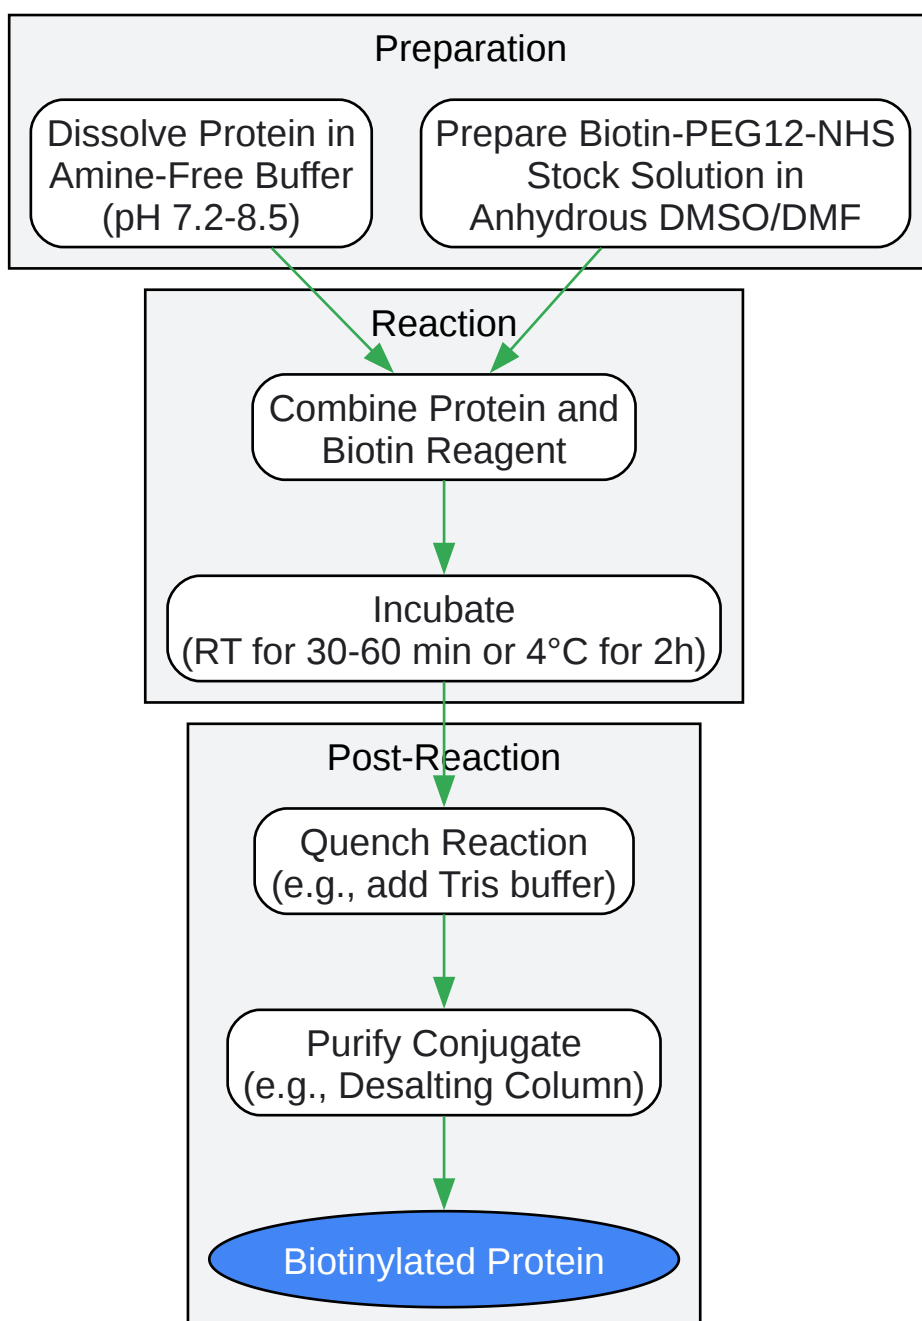 Preparation
Dissolve Protein in
Amine-Free Buffer
(pH 7.2-8.5)
Prepare Biotin-PEG12-NHS
Stock Solution in
Anhydrous DMSO/DMF
Reaction
Combine Protein and
Biotin Reagent
Incubate
(RT for 30-60 min or 4°C for 2h)
Post-Reaction
Quench Reaction
(e.g., add Tris buffer)
Purify Conjugate
(e.g., Desalting Column)
Biotinylated Protein